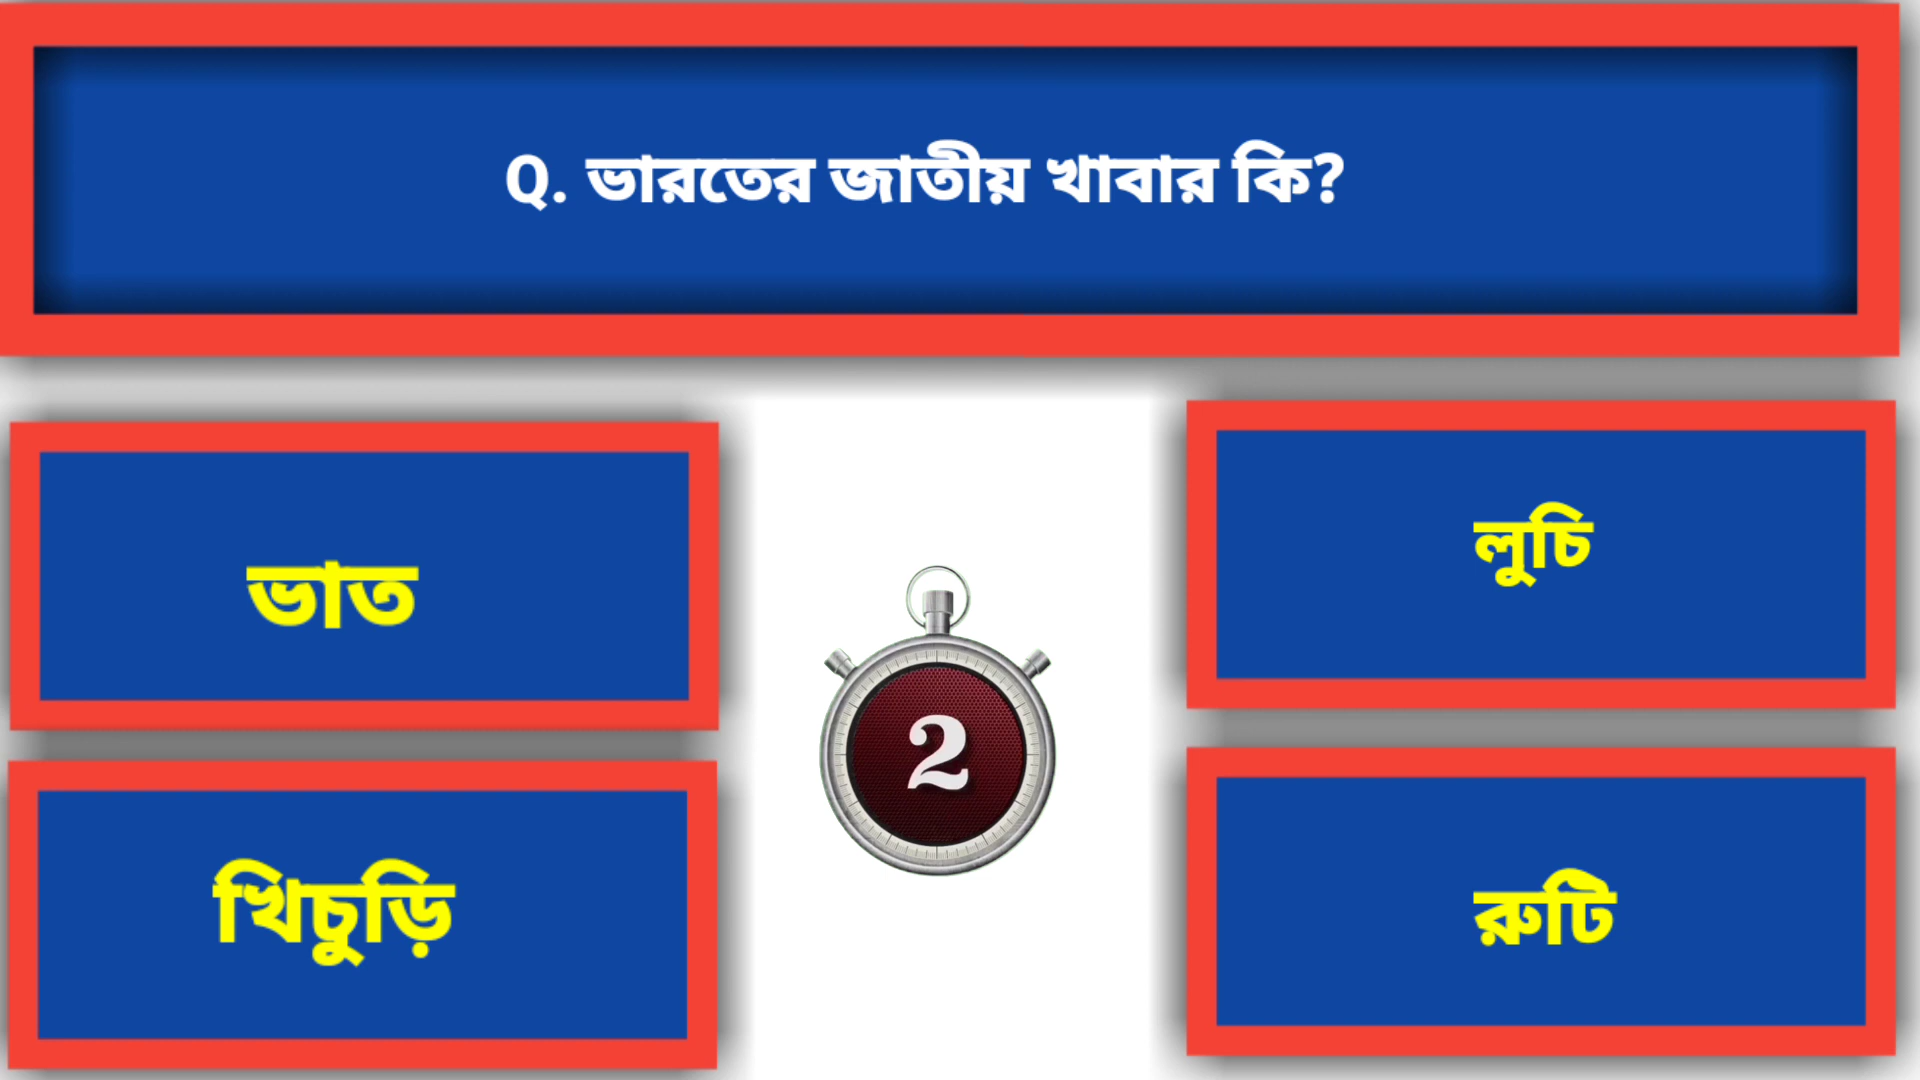 Q. ভারতের জাতীয় খাবার কি?
ভাত
লুচি
2
খিচুড়ি
রুটি